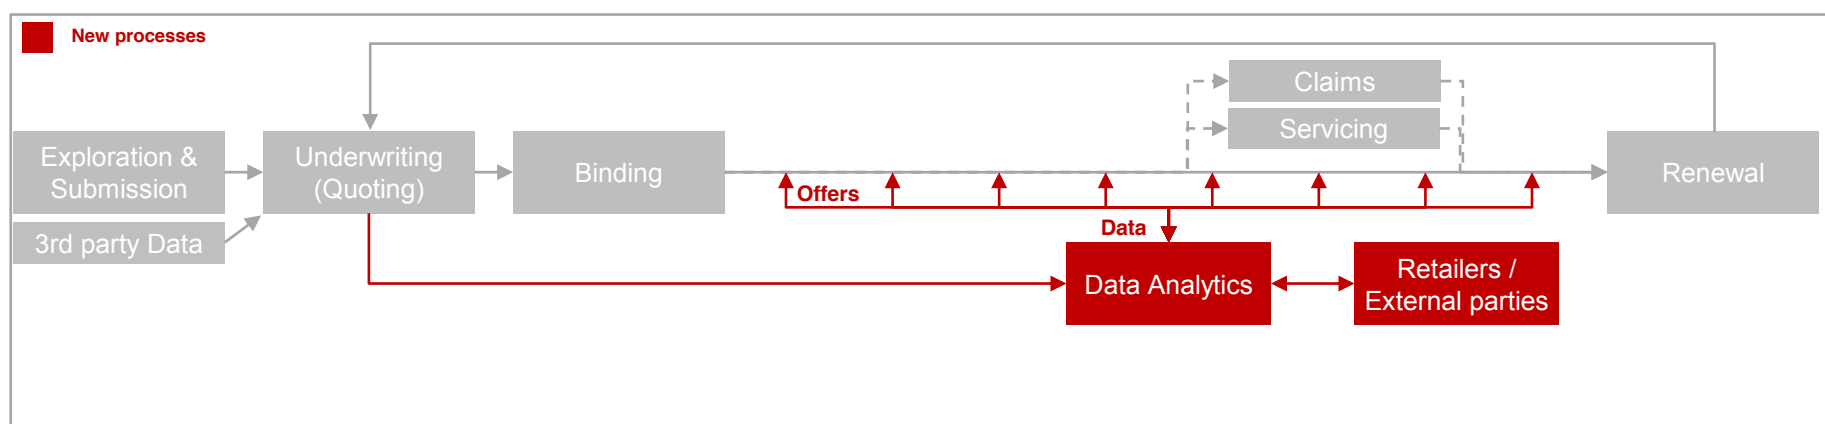 New processes
Claims
Servicing
Exploration &
Submission
Underwriting
(Quoting)
Binding
Renewal
Offers
3rd party Data
Data
Data Analytics
Retailers /
External parties